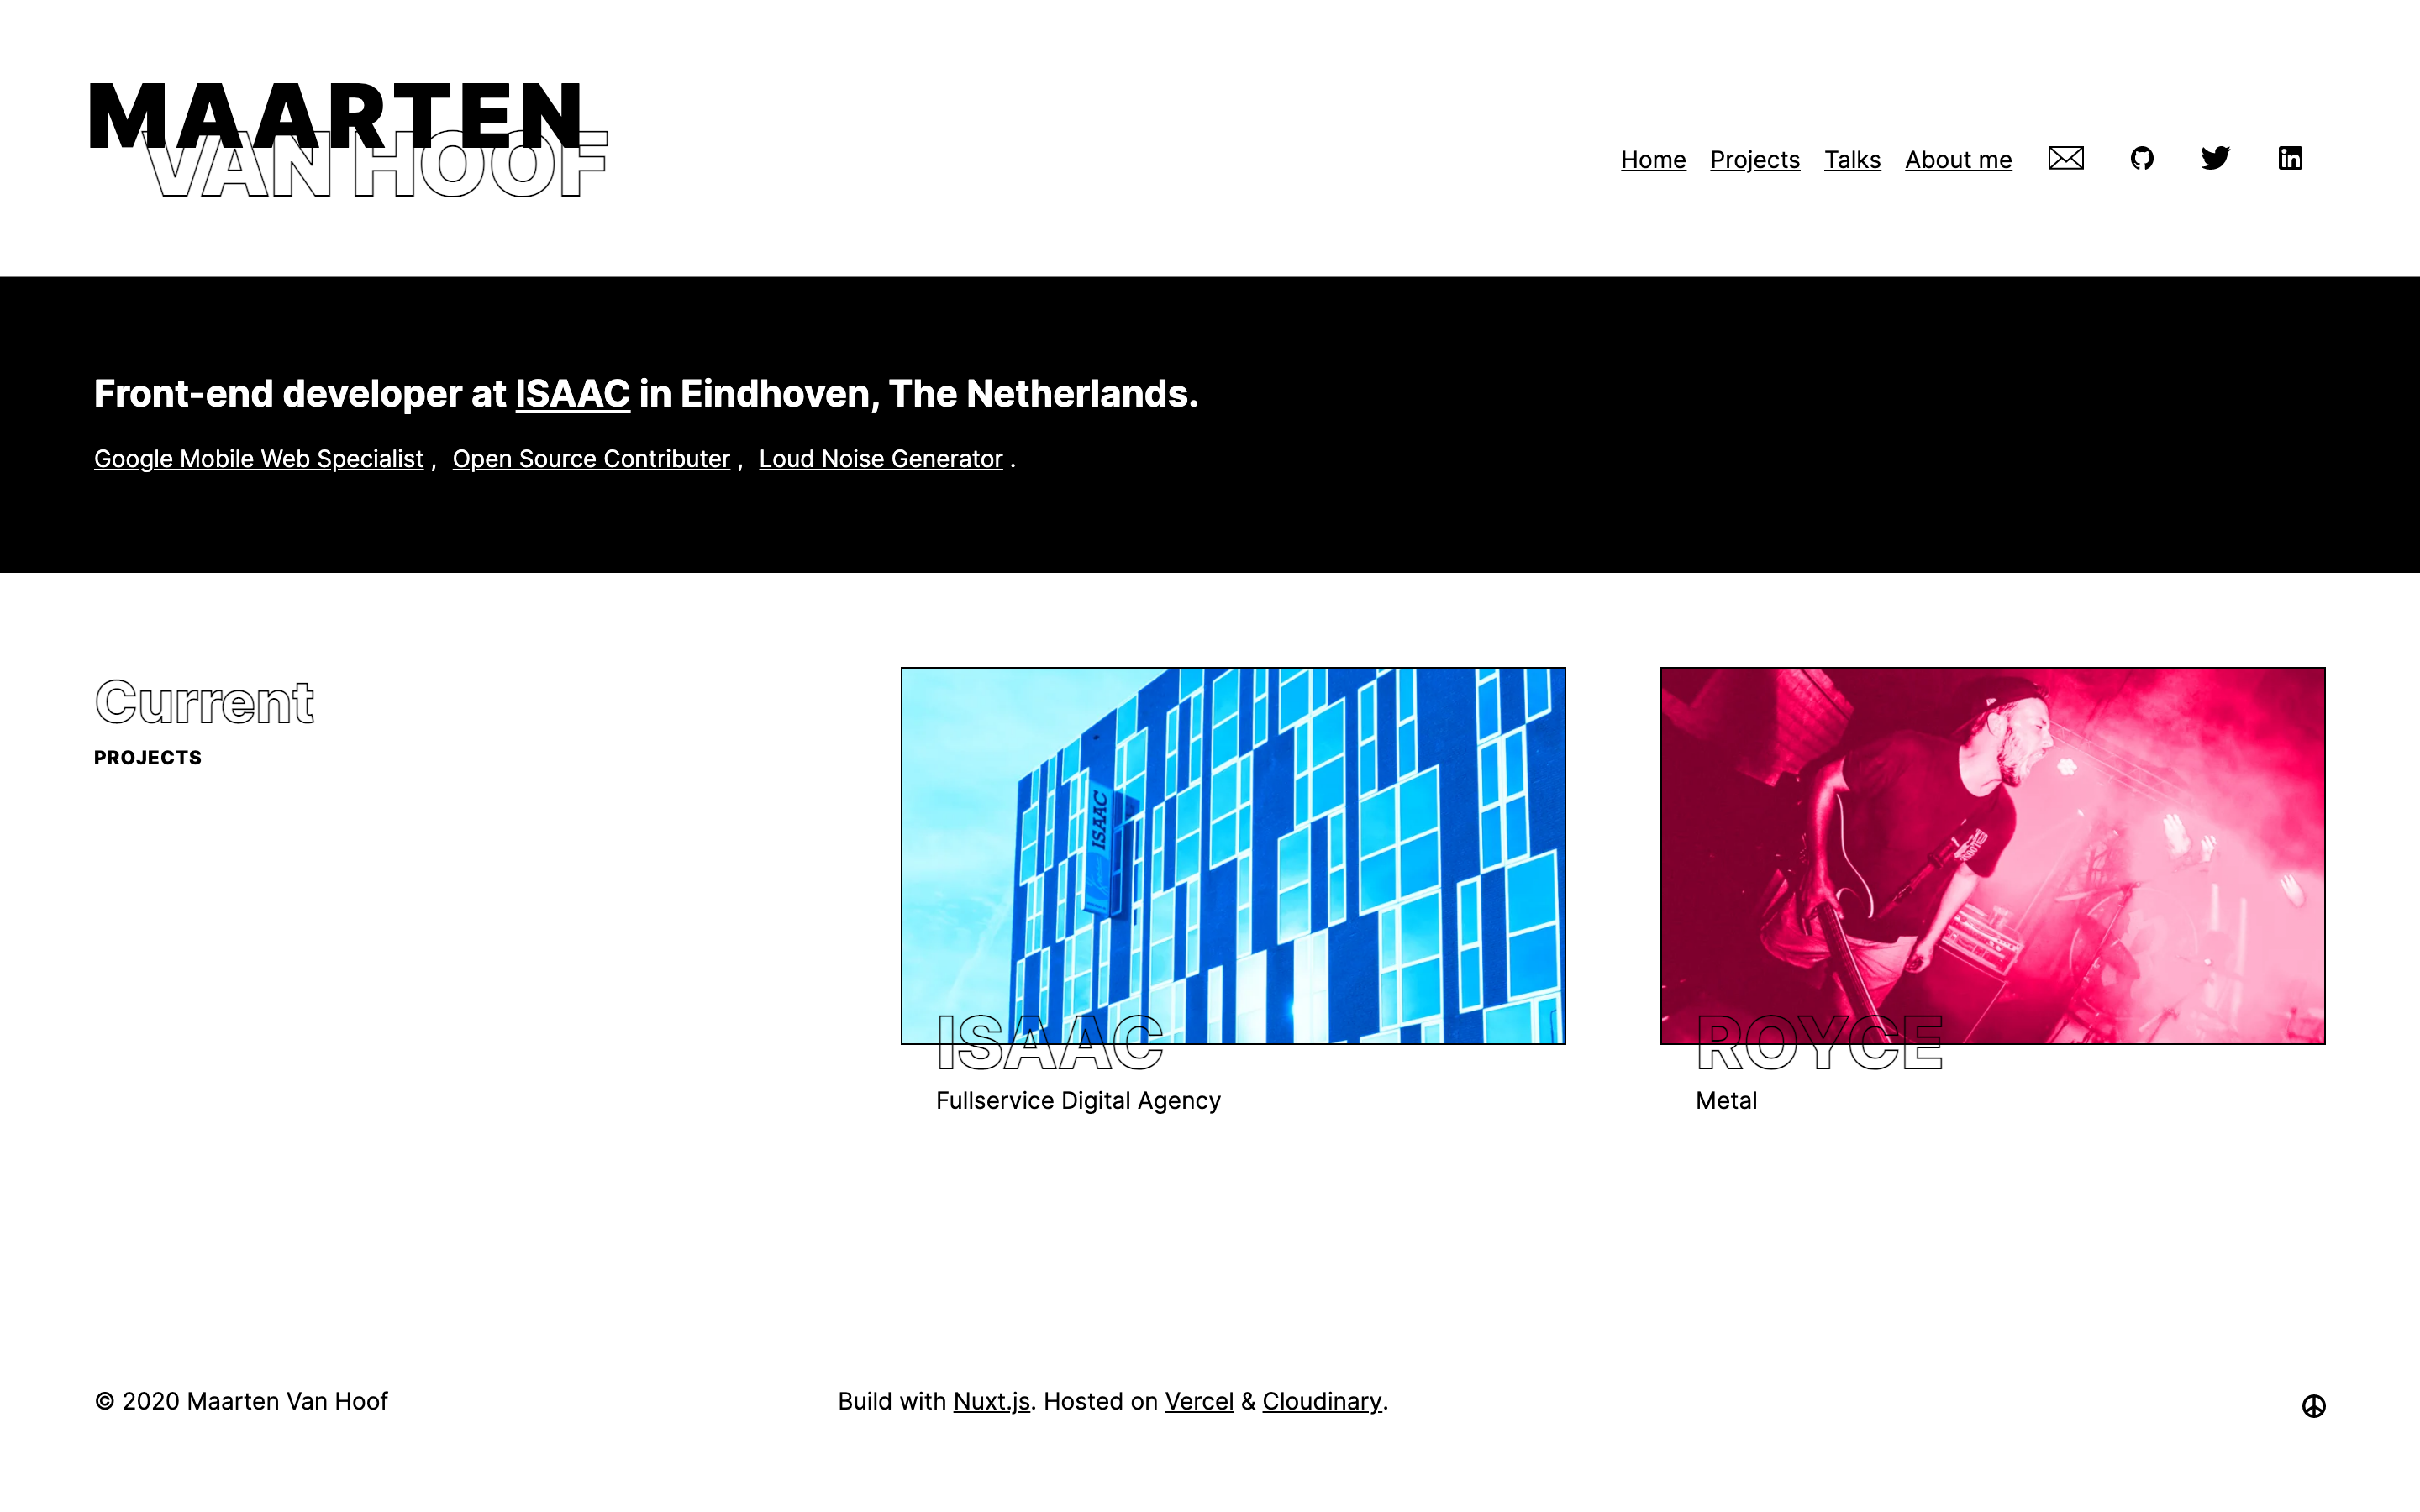 MAARTEN
VAN HOOF
Home Projects Talks About me
Front-end developer at ISAAC in Eindhoven, The Netherlands.
Google Mobile Web Specialist , Open Source Contributer , Loud Noise Generator .
Current
PROJECTS
ISAAC
ISAAC
Fullservice Digital Agency
ROYCE
Metal
© 2020 Maarten Van Hoof
Build with Nuxt.js. Hosted on Vercel & Cloudinary.